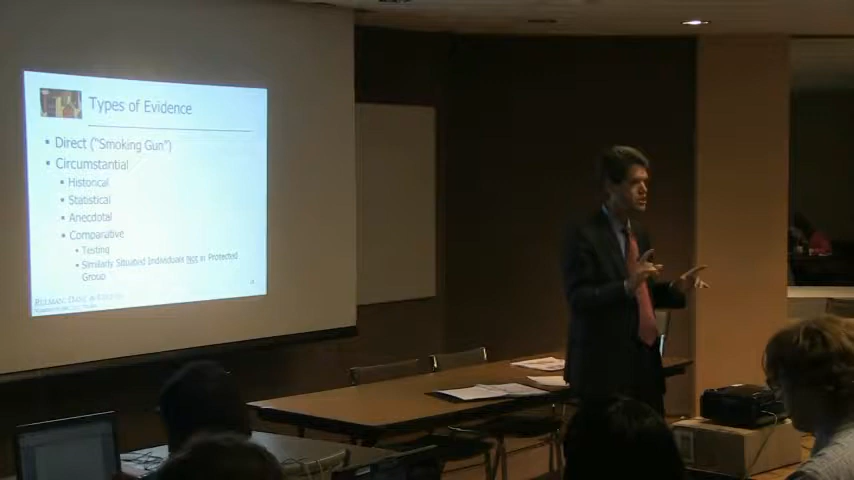 Types of Evidence
▪ Direct ("Smoking Gun")
▪ Circumstantial
▪ Historical
▪ Statistical
▪ Anecdotal
▪ Comparative
▪ Testing
▪ Similarly Situated Individuals Not in Protected
Group